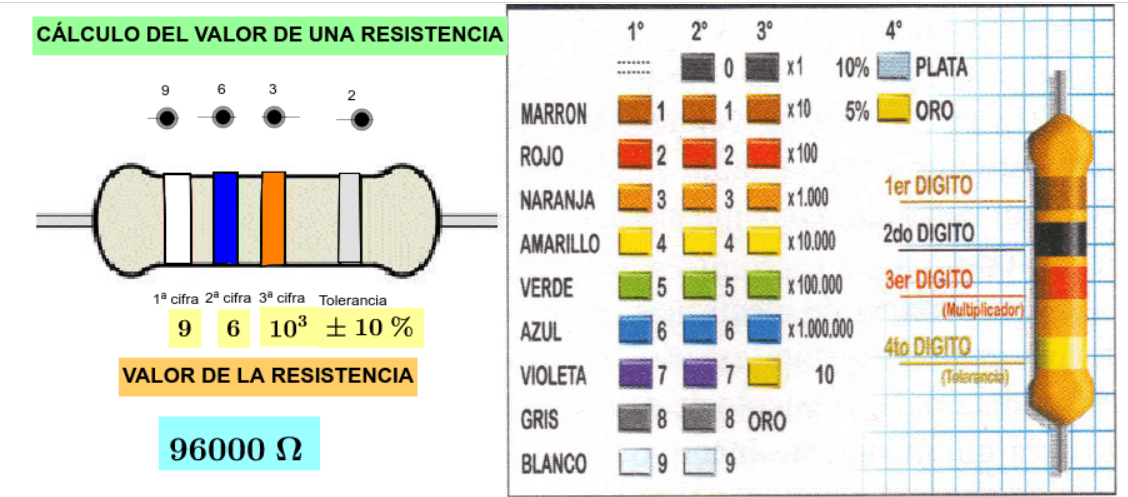 CÁLCULO DEL VALOR DE UNA RESISTENCIA
9 6 3 2
1ª cifra 2ª cifra 3ª cifra Tolerancia
9 6 10³ ± 10 %
VALOR DE LA RESISTENCIA
96000 Ω
1° 2° 3° 4°
0 x1 10% PLATA
MARRON 1 1 x10 5% ORO
ROJO 2 2 x100
NARANJA 3 3 x1.000
AMARILLO 4 4 x10.000
VERDE 5 5 x100.000
AZUL 6 6 x1.000.000
VIOLETA 7 7 10
GRIS 8 8 ORO
BLANCO 9 9
1er DIGITO
2do DIGITO
3er DIGITO
(Multiplicador)
4to DIGITO
(Tolerancia)